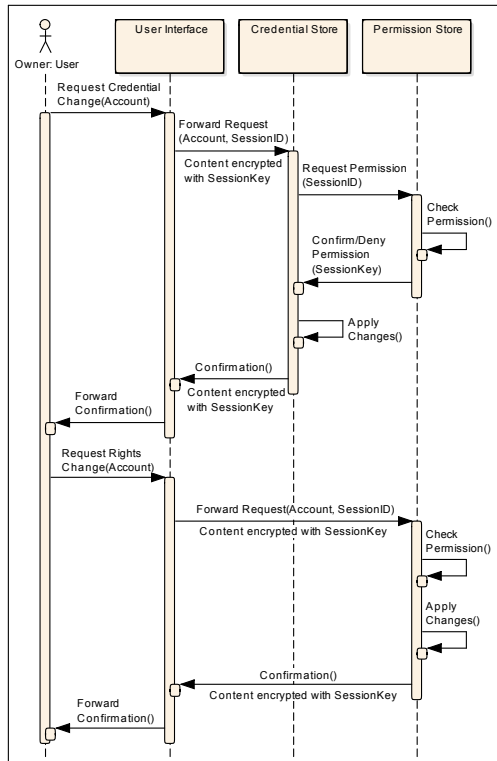 User Interface
Credential Store
Permission Store
Owner: User
Request Credential
Change(Account)
Forward Request
(Account, SessionID)
Content encrypted
with SessionKey
Request Permission
(SessionID)
Check
Permission()
Confirm/Deny
Permission
(SessionKey)
Apply
Changes()
Confirmation()
Content encrypted
with SessionKey
Forward
Confirmation()
Request Rights
Change(Account)
Forward Request(Account, SessionID)
Content encrypted with SessionKey
Check
Permission()
Apply
Changes()
Confirmation()
Content encrypted with SessionKey
Forward
Confirmation()